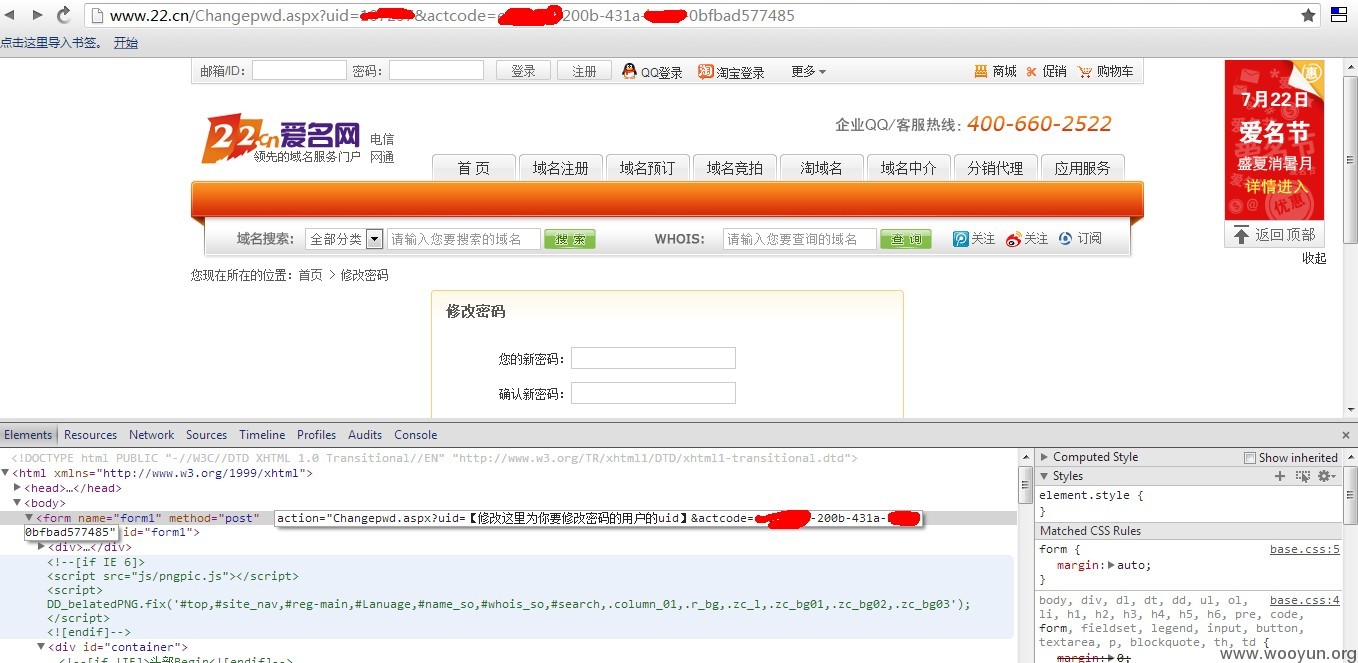 www.22.cn/Changepwd.aspx?uid= &actcode= -200b-431a- -0bfbad577485
点击这里导入书签。 开始
邮箱/ID： 密码： 登录 注册 QQ登录 淘宝登录 更多 商城 促销 购物车
惠
7月22日
爱名节
盛夏消暑月
详情进入
优惠
返回顶部
收起
22.cn爱名网 电信
领先的域名服务门户 网通
企业QQ/客服热线：400-660-2522
首 页 域名注册 域名预订 域名竞拍 淘域名 域名中介 分销代理 应用服务
域名搜索： 全部分类 请输入您要搜索的域名 搜 索 WHOIS: 请输入您要查询的域名 查 询 关注 关注 订阅
您现在所在的位置：首页 > 修改密码
修改密码
您的新密码：
确认新密码：
Elements Resources Network Sources Timeline Profiles Audits Console ×
<!DOCTYPE html PUBLIC "-//W3C//DTD XHTML 1.0 Transitional//EN" "http://www.w3.org/TR/xhtml1/DTD/xhtml1-transitional.dtd">
<html xmlns="http://www.w3.org/1999/xhtml">
<head>…</head>
<body>
<form name="form1" method="post" action="Changepwd.aspx?uid=【修改这里为你要修改密码的用户的uid】&actcode= -200b-431a-
0bfbad577485" id="form1">
<div>…</div>
<!--[if IE 6]>
<script src="js/pngpic.js"></script>
<script>
DD_belatedPNG.fix('#top,#site_nav,#reg-main,#Lanuage,#name_so,#whois_so,#search,.column_01,.r_bg,.zc_l,.zc_bg01,.zc_bg02,.zc_bg03');
</script>
<![endif]-->
<div id="container">
<!--[if !IE]>头部Begin<![endif]-->
Computed Style Show inherited
Styles
element.style {
}
Matched CSS Rules
form { base.css:5
margin: auto;
}
body, div, dl, dt, dd, ul, ol, base.css:4
li, h1, h2, h3, h4, h5, h6, pre, code,
form, fieldset, legend, input, button,
textarea, p, blockquote, th, td {
margin: 0;
www.wooyun.org